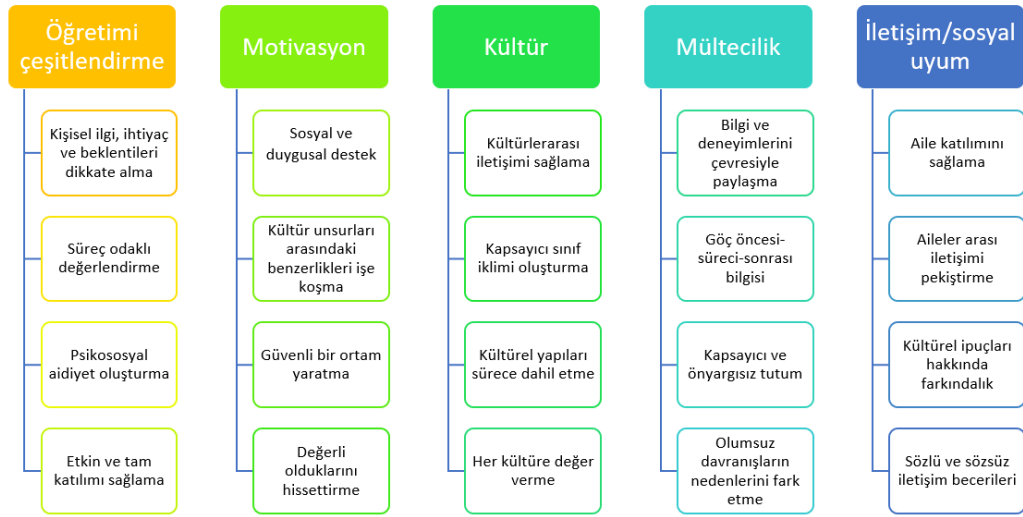 Öğretimi
çeşitlendirme
Kişisel ilgi, ihtiyaç
ve beklentileri
dikkate alma
Süreç odaklı
değerlendirme
Psikososyal
aidiyet oluşturma
Etkin ve tam
katılımı sağlama
Motivasyon
Sosyal ve
duygusal destek
Kültür unsurları
arasındaki
benzerlikleri işe
koşma
Güvenli bir ortam
yaratma
Değerli
olduklarını
hissettirme
Kültür
Kültürlerarası
iletişimi sağlama
Kapsayıcı sınıf
iklimi oluşturma
Kültürel yapıları
sürece dahil etme
Her kültüre değer
verme
Mültecilik
Bilgi ve
deneyimlerini
çevresiyle
paylaşma
Göç öncesi-
süreci-sonrası
bilgisi
Kapsayıcı ve
önyargısız tutum
Olumsuz
davranışların
nedenlerini fark
etme
İletişim/sosyal
uyum
Aile katılımını
sağlama
Aileler arası
iletişimi
pekiştirme
Kültürel ipuçları
hakkında
farkındalık
Sözlü ve sözsüz
iletişim becerileri